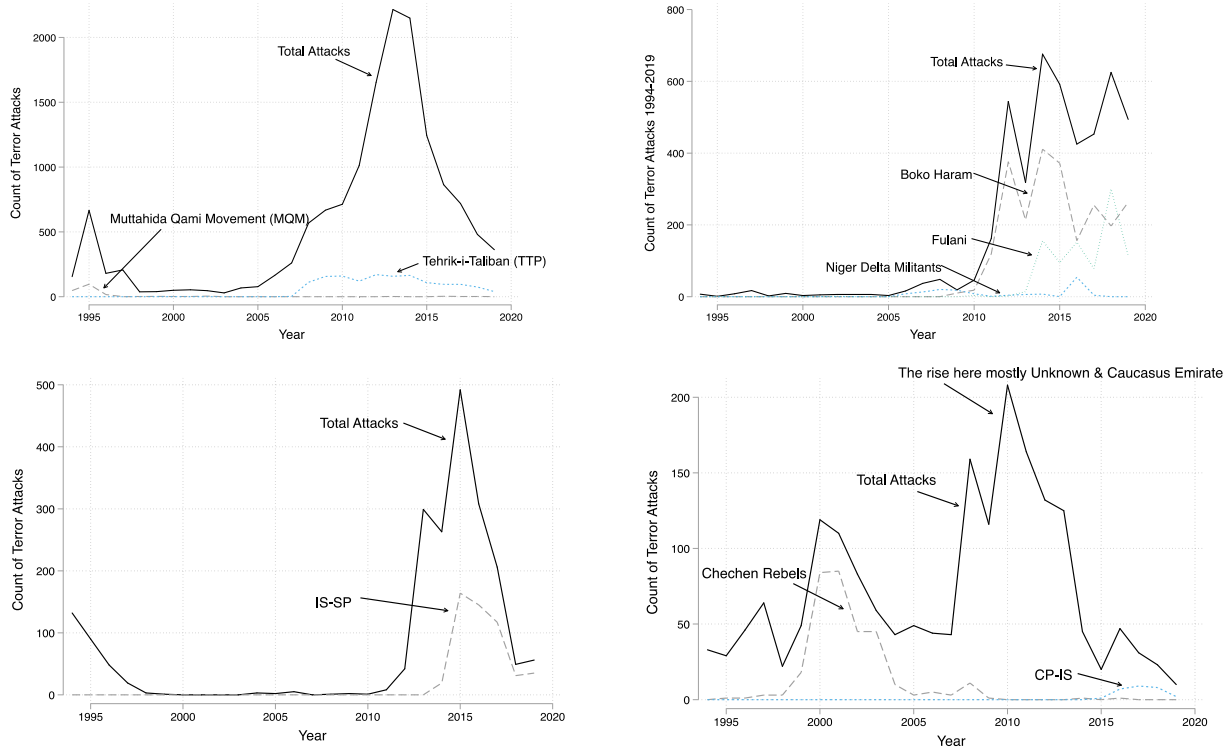 Count of Terror Attacks
2000
1500
1000
500
0
Total Attacks
Muttahida Qami Movement (MQM)
Tehrik-i-Taliban (TTP)
1995
2000
2005
2010
2015
2020
Year
Count of Terror Attacks 1994-2019
800
600
400
200
0
Total Attacks
Boko Haram
Fulani
Niger Delta Militants
1995
2000
2005
2010
2015
2020
Year
Count of Terror Attacks
500
400
300
200
100
0
Total Attacks
IS-SP
1995
2000
2005
2010
2015
2020
Year
The rise here mostly Unknown & Caucasus Emirate
Count of Terror Attacks
200
150
100
50
0
Total Attacks
Chechen Rebels
CP-IS
1995
2000
2005
2010
2015
2020
Year